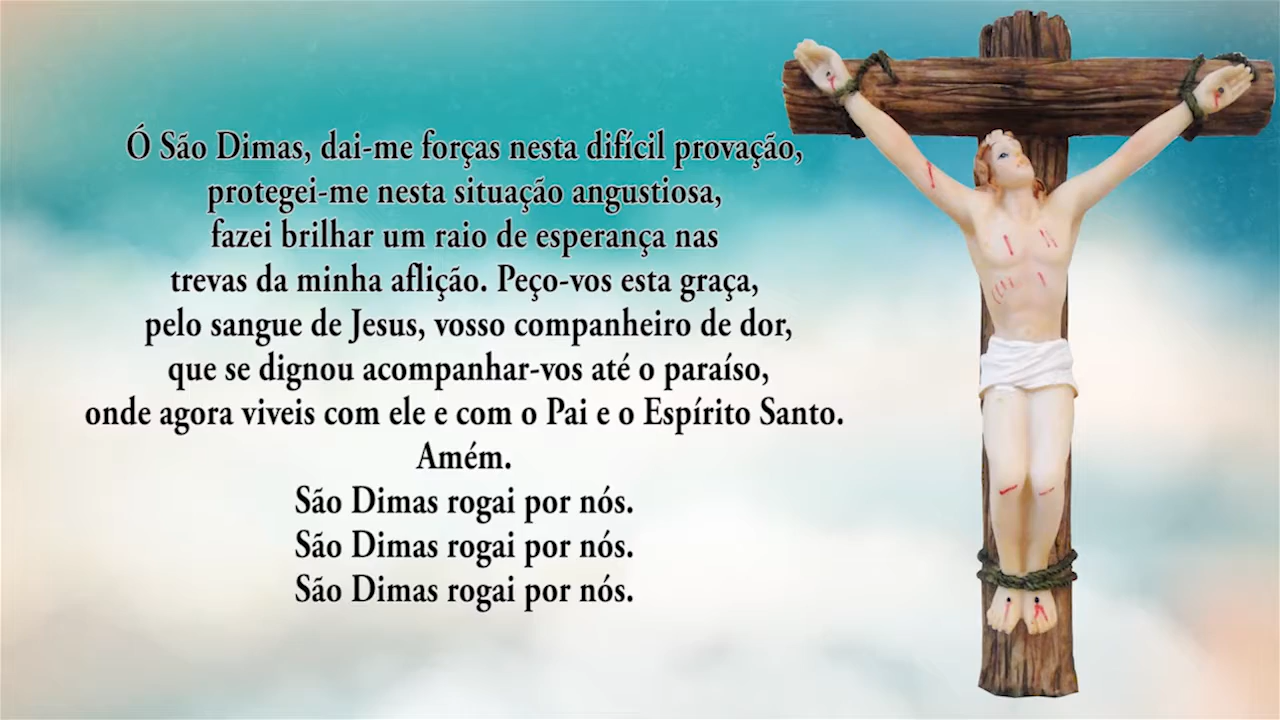 Ó São Dimas, dai-me forças nesta difícil provação,
protegei-me nesta situação angustiosa,
fazei brilhar um raio de esperança nas
trevas da minha aflição. Peço-vos esta graça,
pelo sangue de Jesus, vosso companheiro de dor,
que se dignou acompanhar-vos até o paraíso,
onde agora viveis com ele e com o Pai e o Espírito Santo.
Amém.
São Dimas rogai por nós.
São Dimas rogai por nós.
São Dimas rogai por nós.